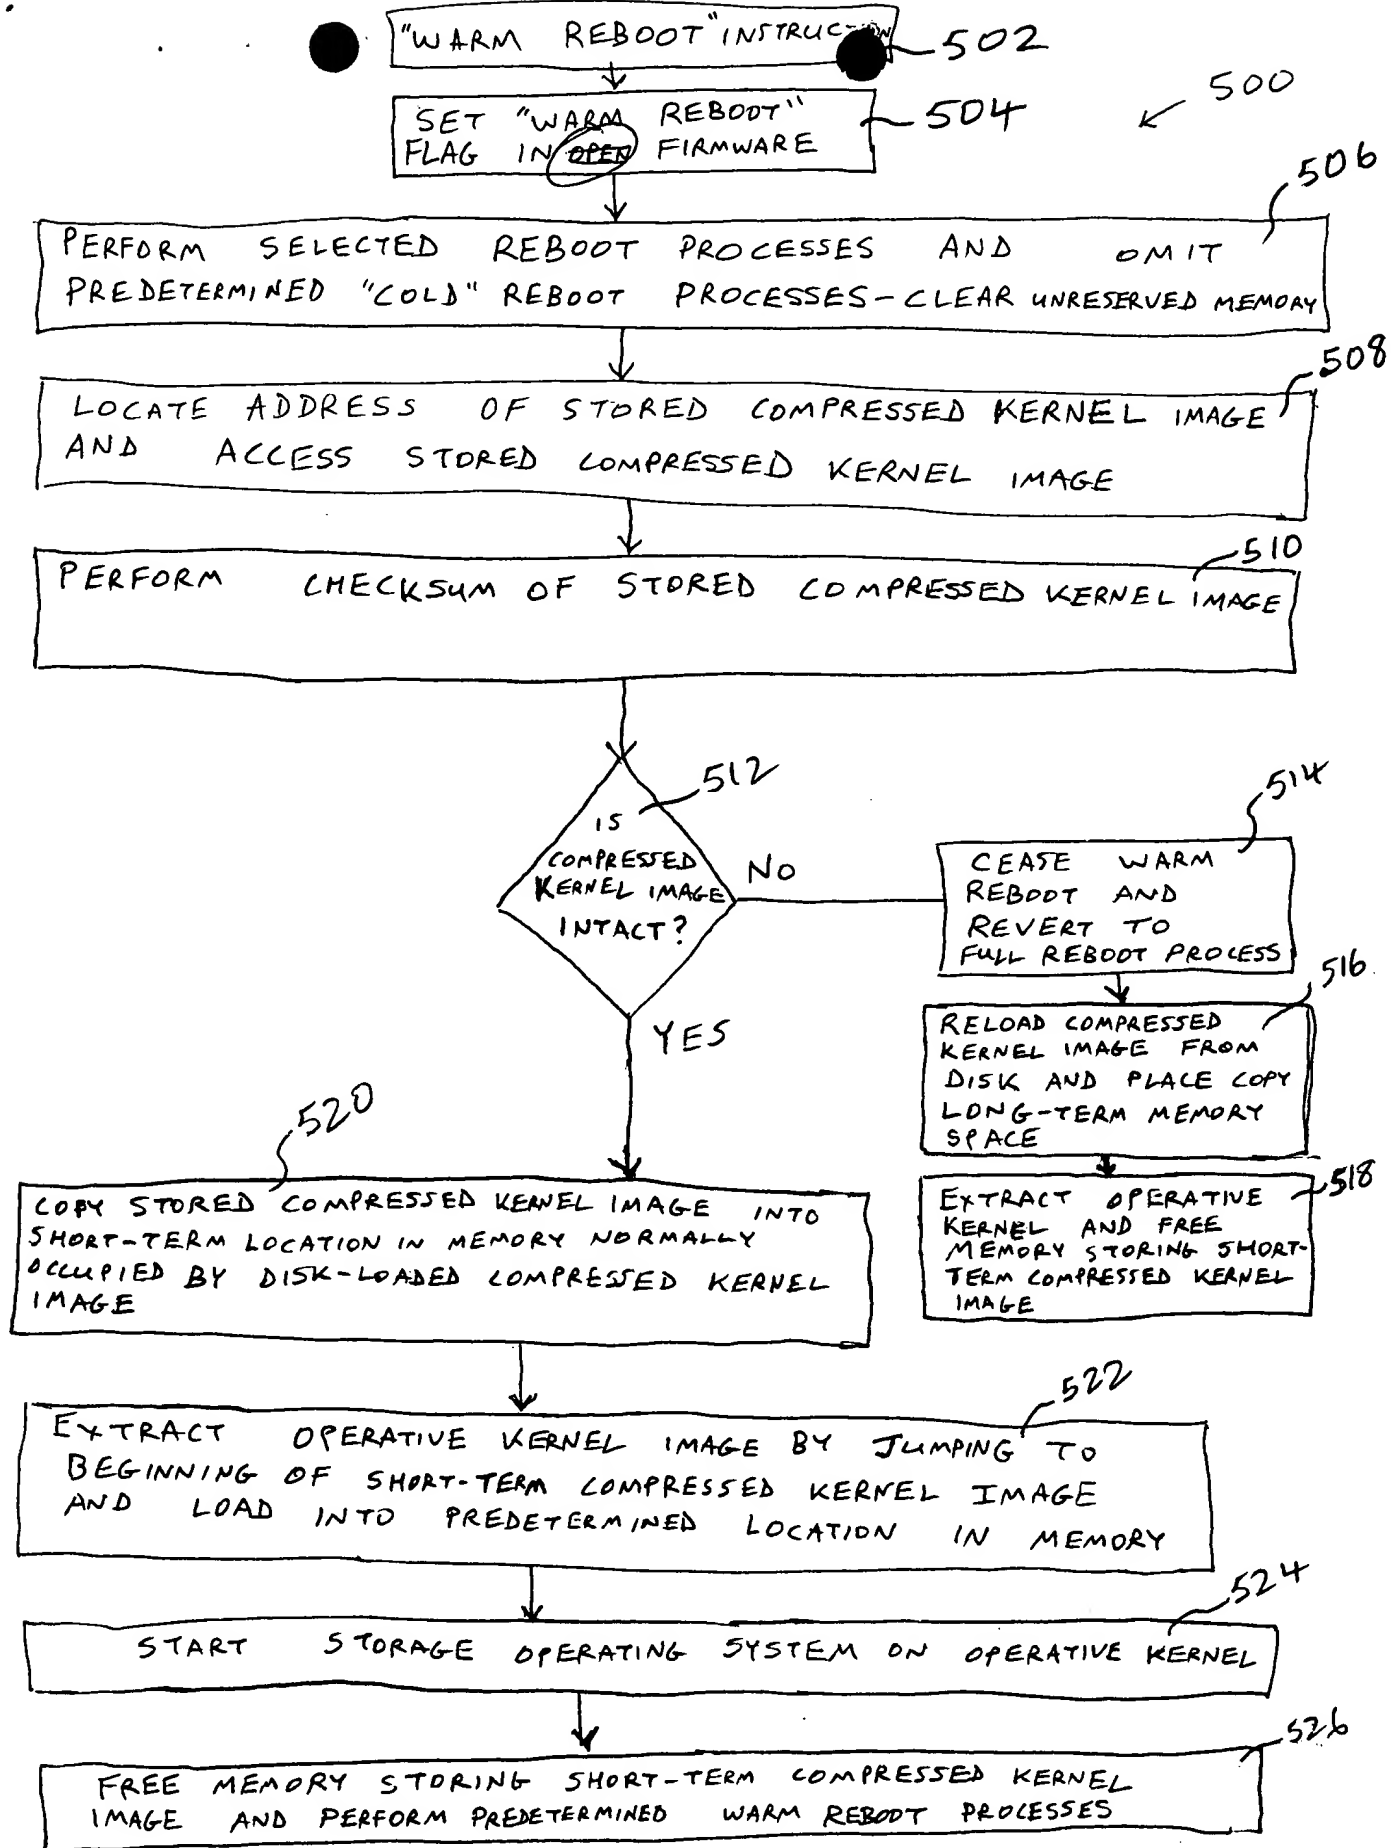 "WARM REBOOT" INSTRUCTION
502
500
SET "WARM REBOOT"
FLAG IN OPEN FIRMWARE
504
506
PERFORM SELECTED REBOOT PROCESSES AND OMIT
PREDETERMINED "COLD" REBOOT PROCESSES-CLEAR UNRESERVED MEMORY
508
LOCATE ADDRESS OF STORED COMPRESSED KERNEL IMAGE
AND ACCESS STORED COMPRESSED KERNEL IMAGE
510
PERFORM CHECKSUM OF STORED COMPRESSED KERNEL IMAGE
512
IS
COMPRESSED
KERNEL IMAGE
INTACT?
NO
YES
514
CEASE WARM
REBOOT AND
REVERT TO
FULL REBOOT PROCESS
516
RELOAD COMPRESSED
KERNEL IMAGE FROM
DISK AND PLACE COPY
LONG-TERM MEMORY
SPACE
518
EXTRACT OPERATIVE
KERNEL AND FREE
MEMORY STORING SHORT-
TERM COMPRESSED KERNEL
IMAGE
520
COPY STORED COMPRESSED KERNEL IMAGE INTO
SHORT-TERM LOCATION IN MEMORY NORMALLY
OCCUPIED BY DISK-LOADED COMPRESSED KERNEL
IMAGE
522
EXTRACT OPERATIVE KERNEL IMAGE BY JUMPING TO
BEGINNING OF SHORT-TERM COMPRESSED KERNEL IMAGE
AND LOAD INTO PREDETERMINED LOCATION IN MEMORY
524
START STORAGE OPERATING SYSTEM ON OPERATIVE KERNEL
526
FREE MEMORY STORING SHORT-TERM COMPRESSED KERNEL
IMAGE AND PERFORM PREDETERMINED WARM REBOOT PROCESSES